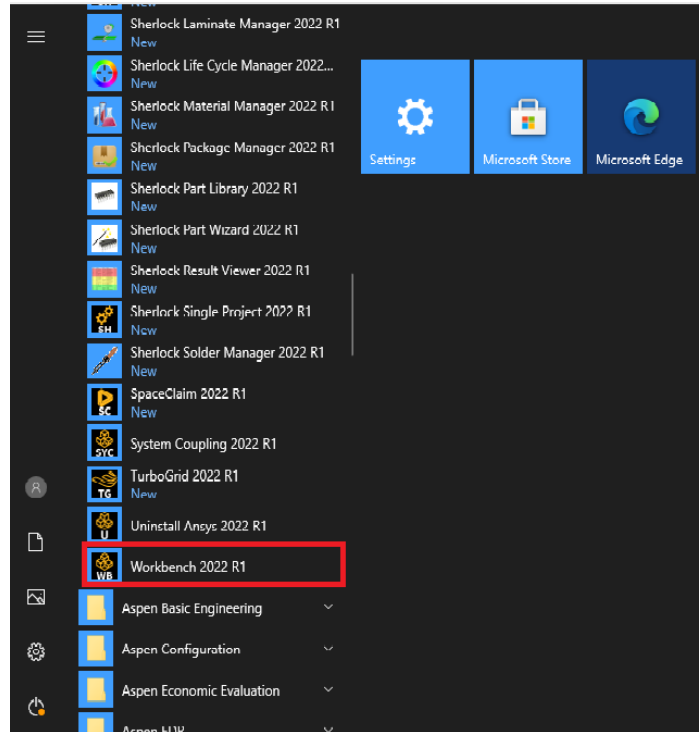 Sherlock Laminate Manager 2022 R1
New
Sherlock Life Cycle Manager 2022...
New
Sherlock Material Manager 2022 R1
New
Sherlock Package Manager 2022 R1
New
Sherlock Part Library 2022 R1
New
Sherlock Part Wizard 2022 R1
New
Sherlock Result Viewer 2022 R1
New
Sherlock Single Project 2022 R1
SH
New
Sherlock Solder Manager 2022 R1
New
SpaceClaim 2022 R1
SC
New
SYC
System Coupling 2022 R1
TurboGrid 2022 R1
TG
New
U
Uninstall Ansys 2022 R1
WB
Workbench 2022 R1
Aspen Basic Engineering
Aspen Configuration
Aspen Economic Evaluation
Aspen EDR
Settings
Microsoft Store
Microsoft Edge